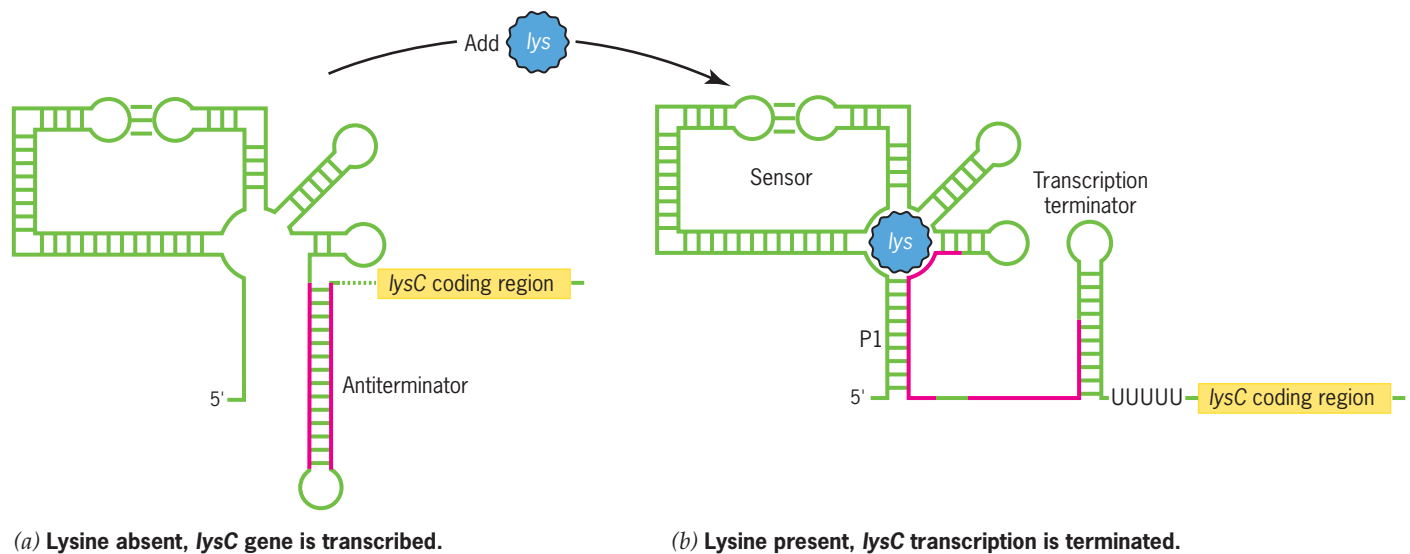 Add lys
Sensor
Transcription
terminator
lys
lysC coding region
P1
Antiterminator
5'
5'
UUUUU
lysC coding region
(a) Lysine absent, lysC gene is transcribed.
(b) Lysine present, lysC transcription is terminated.